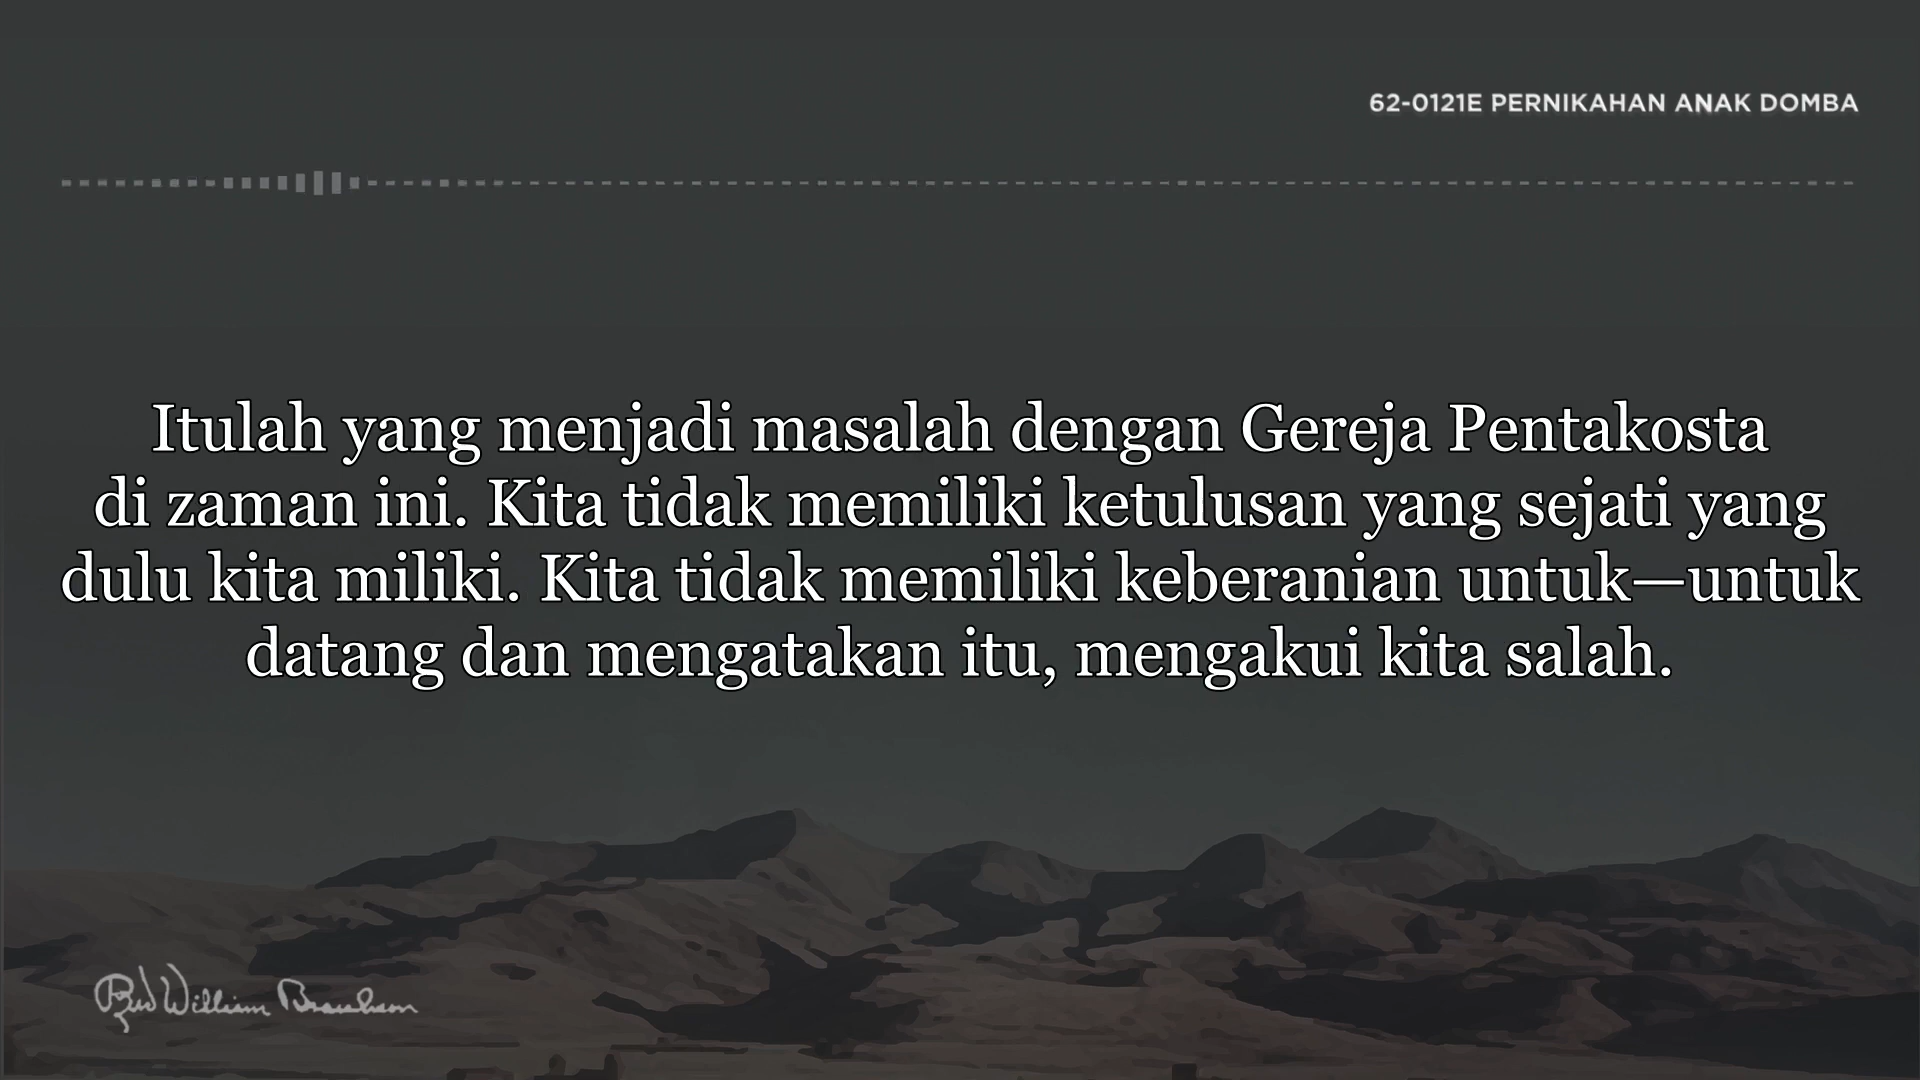 62-0121E PERNIKAHAN ANAK DOMBA
Itulah yang menjadi masalah dengan Gereja Pentakosta
di zaman ini. Kita tidak memiliki ketulusan yang sejati yang
dulu kita miliki. Kita tidak memiliki keberanian untuk—untuk
datang dan mengatakan itu, mengakui kita salah.
Rev William Branham